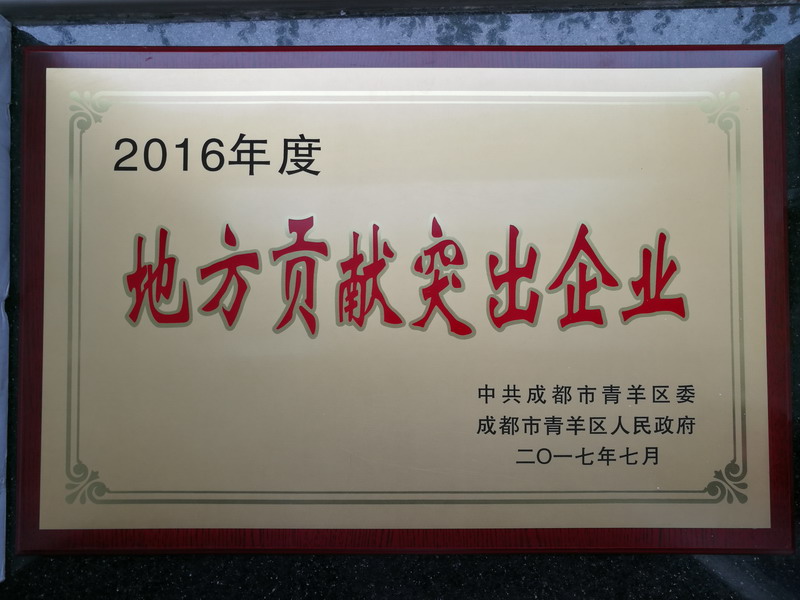 2016年度
地方贡献突出企业
中共成都市青羊区委
成都市青羊区人民政府
二〇一七年七月